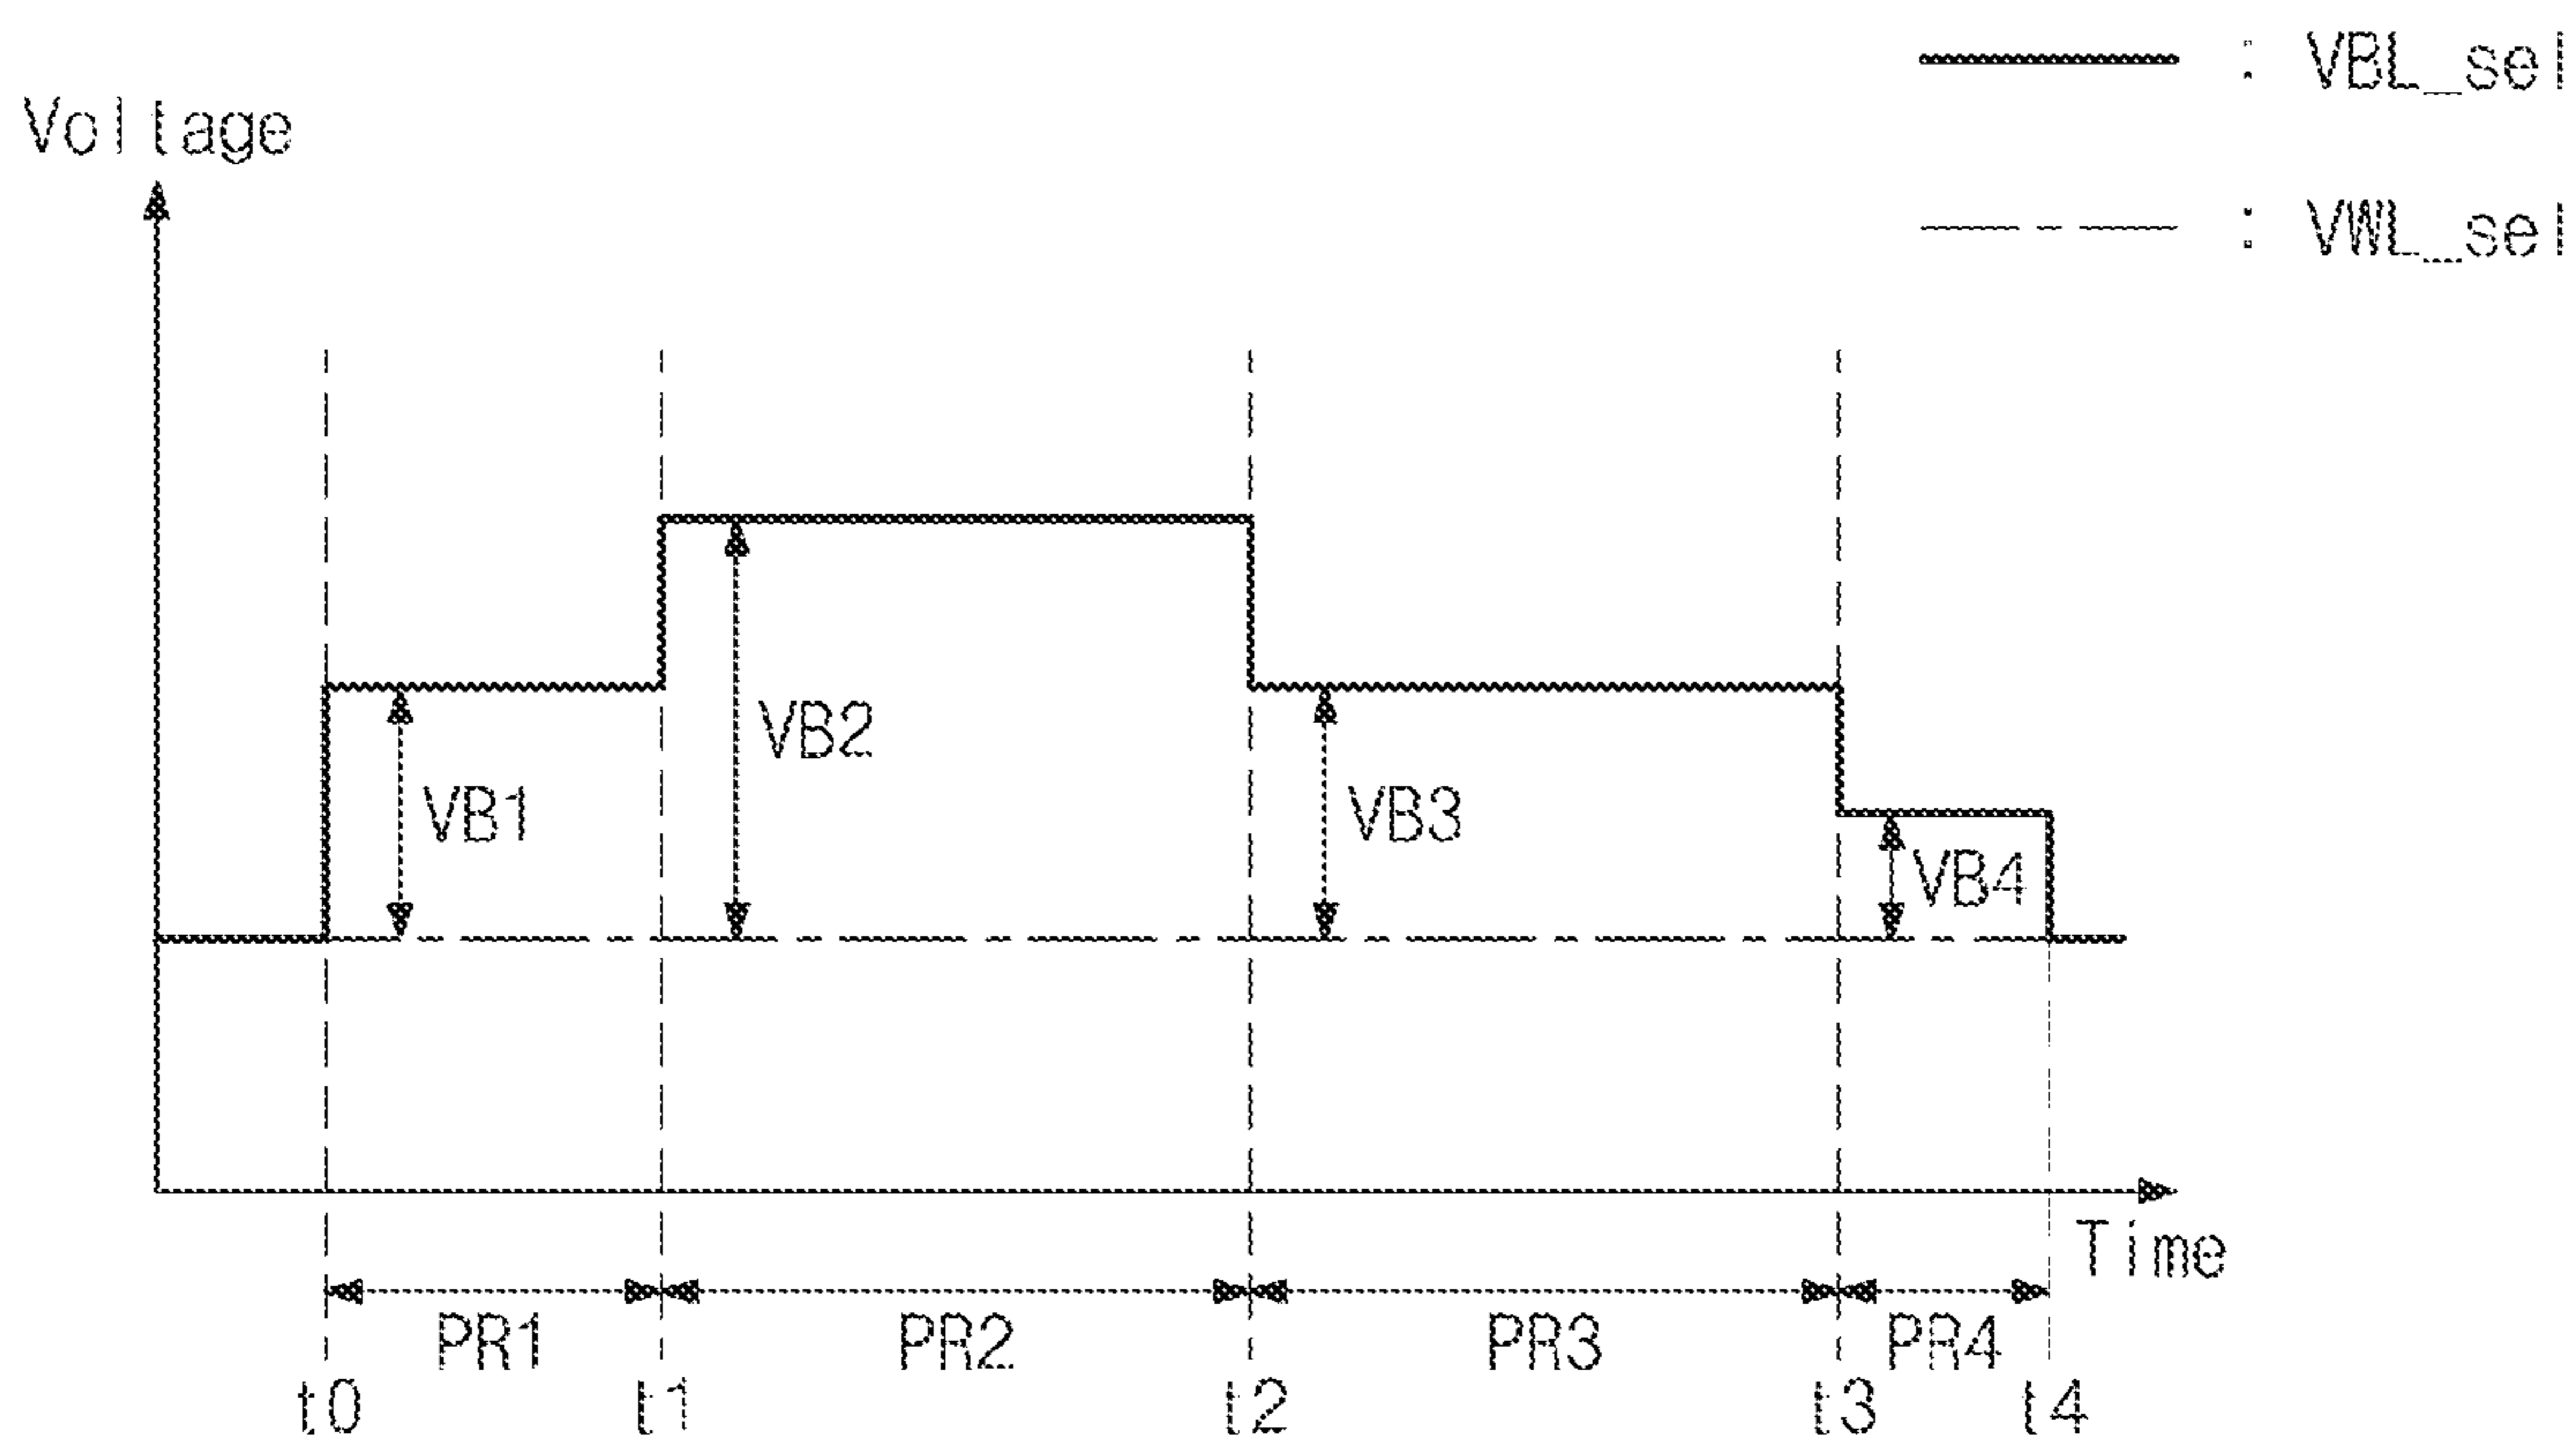 : VBL_sel
Voltage
: VWL_sel
VB2
VB1
VB3
VB4
Time
PR1
PR2
PR3
PR4
t0
t1
t2
t3
t4